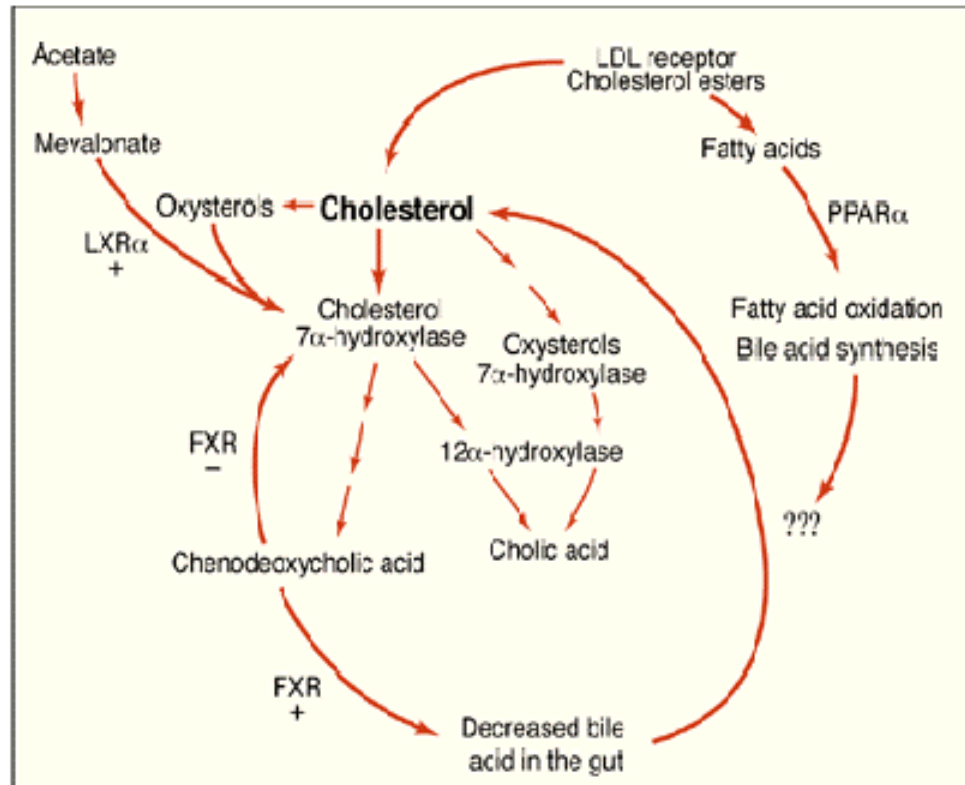 Acetate
LDL receptor
Cholesterol esters
Mevalonate
Fatty acids
Oxysterols
Cholesterol
PPARα
LXRα
+
Cholesterol
7α-hydroxylase
Oxysterols
7α-hydroxylase
Fatty acid oxidation
Bile acid synthesis
FXR
−
12α-hydroxylase
???
Chenodeoxycholic acid
Cholic acid
FXR
+
Decreased bile
acid in the gut